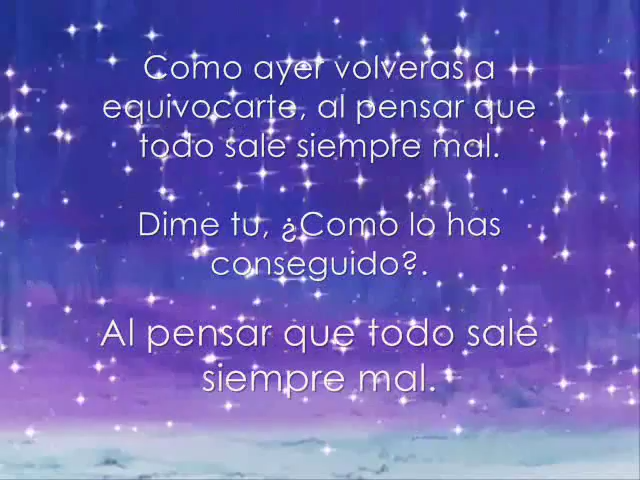 Como ayer volveras a
equivocarte, al pensar que
todo sale siempre mal.
Dime tu, ¿Como lo has
conseguido?.
Al pensar que todo sale
siempre mal.